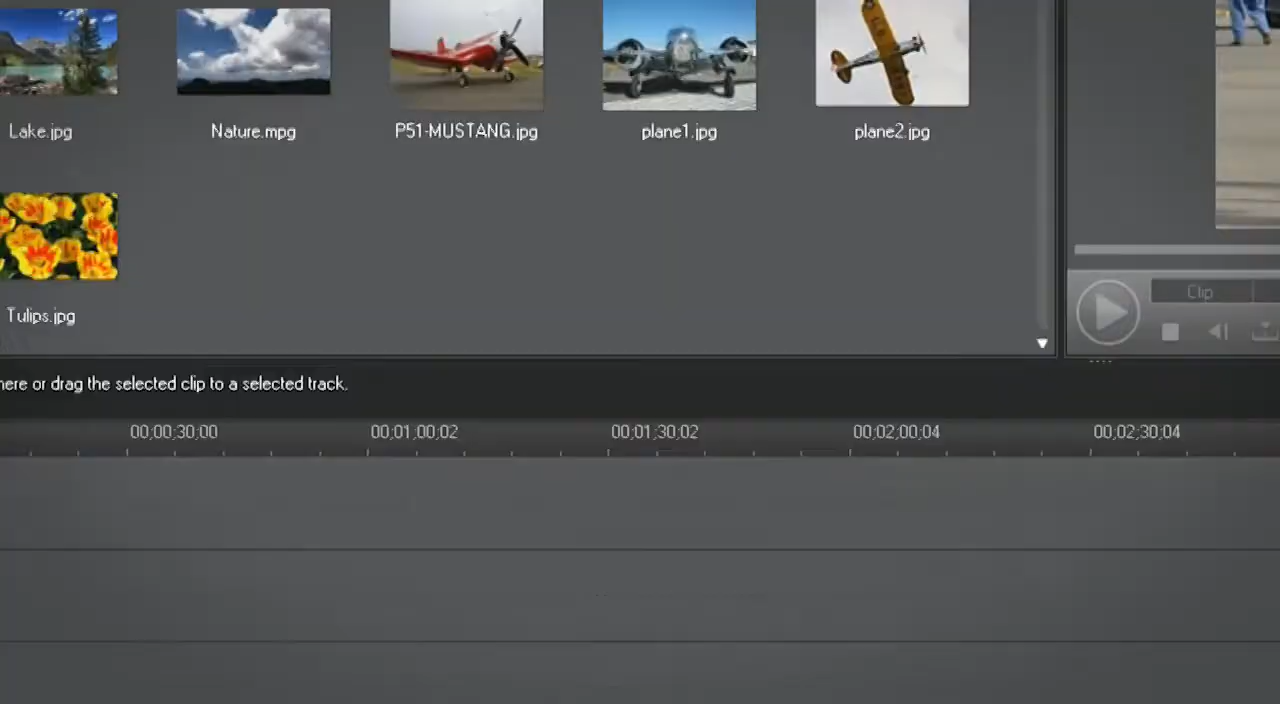 Lake.jpg
Nature.mpg
P51-MUSTANG.jpg
plane1.jpg
plane2.jpg
Tulips.jpg
Clip
here or drag the selected clip to a selected track.
00;00;30;00
00;01;00;02
00;01;30;02
00;02;00;04
00;02;30;04